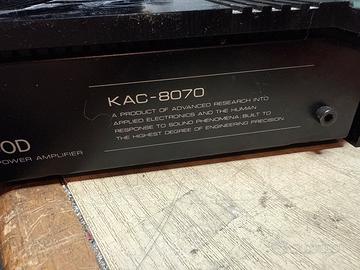 KAC-8070
A PRODUCT OF ADVANCED RESEARCH INTO
APPLIED ELECTRONICS AND THE HUMAN
RESPONSE TO SOUND PHENOMENA: BUILT TO
THE HIGHEST DEGREE OF ENGINEERING PRECISION
OD
POWER AMPLIFIER